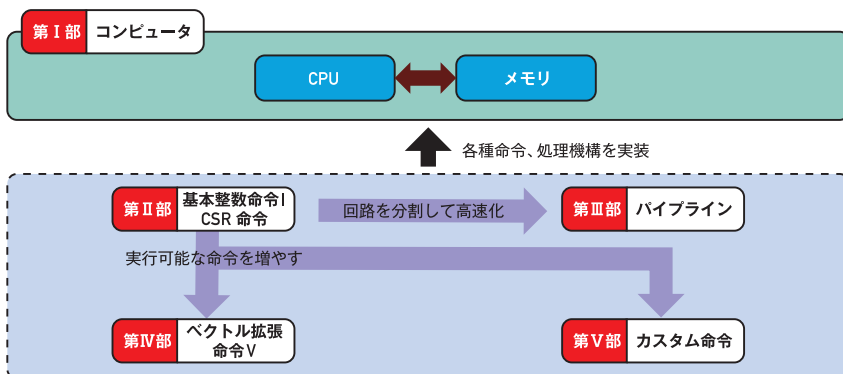 第Ⅰ部 コンピュータ
CPU
メモリ
各種命令、処理機構を実装
第Ⅱ部 基本整数命令I
CSR 命令
回路を分割して高速化
第Ⅲ部 パイプライン
実行可能な命令を増やす
第Ⅳ部 ベクトル拡張
命令V
第Ⅴ部 カスタム命令